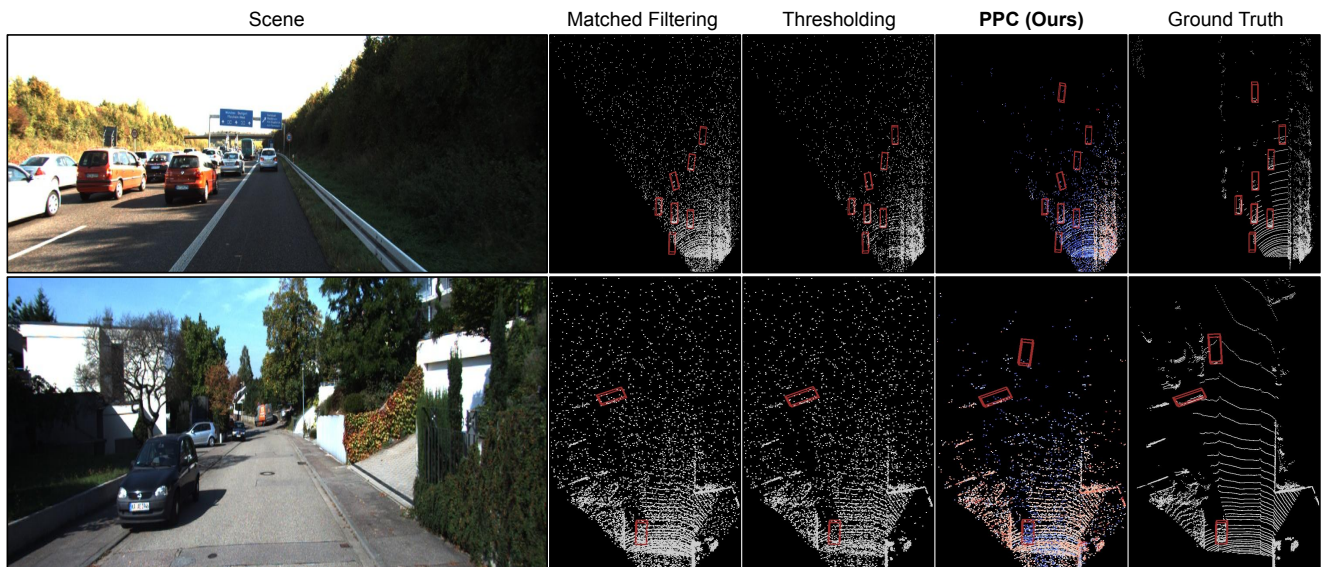 Scene
Matched Filtering
Thresholding
PPC (Ours)
Ground Truth